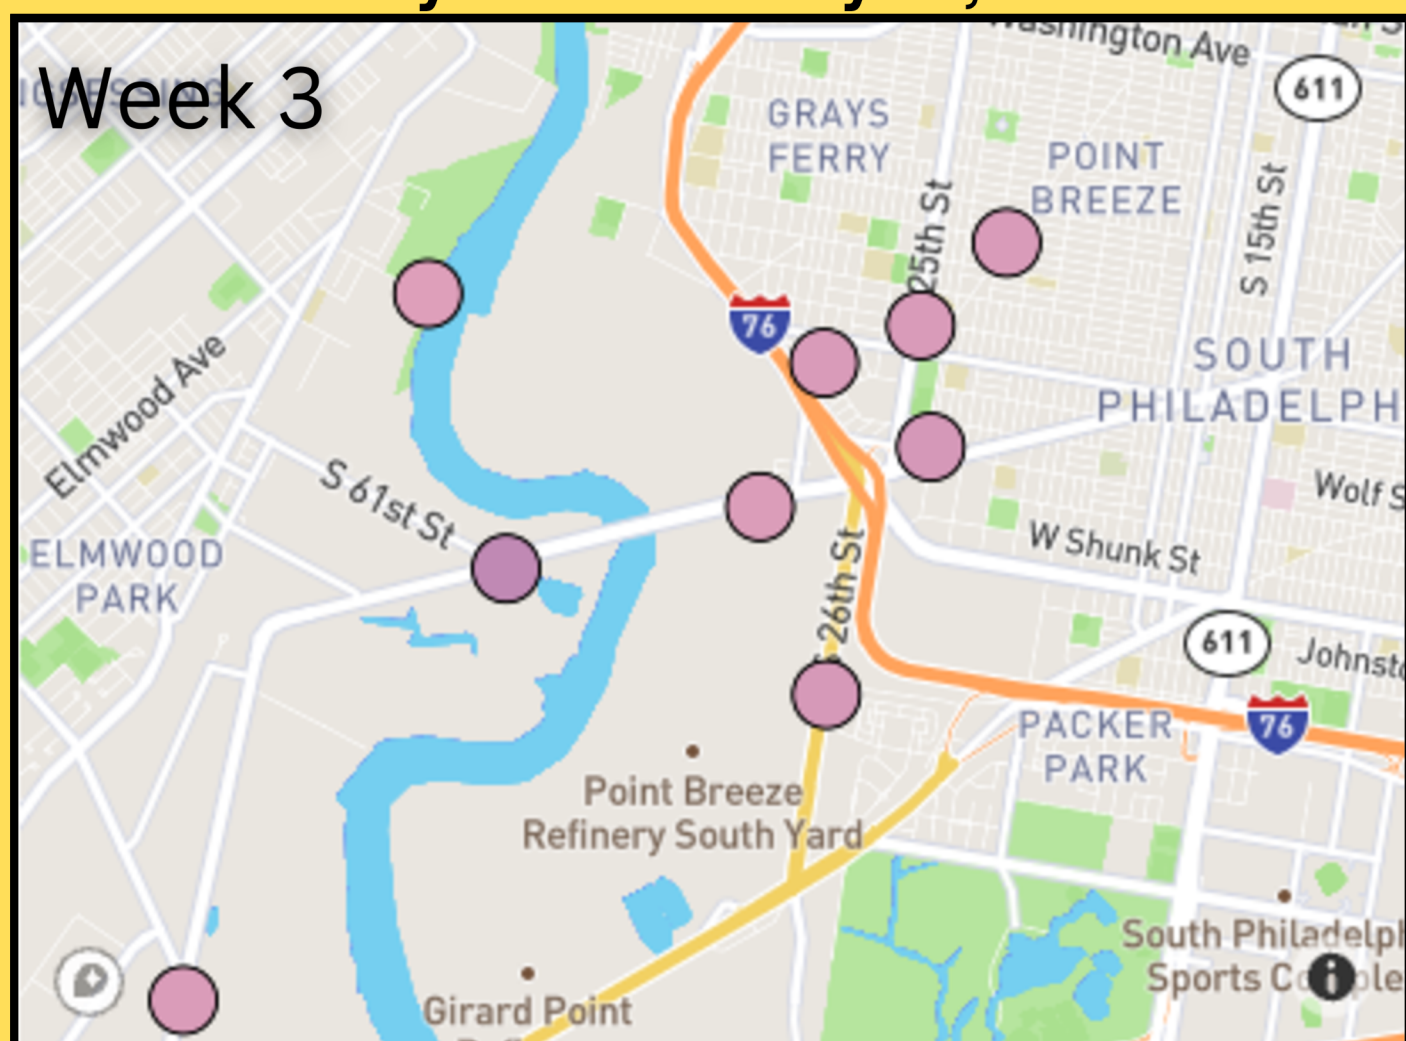 Week 3
Washington Ave
611
GRAYS
FERRY
POINT
BREEZE
25th St
S 15th St
76
SOUTH
PHILADELPH
Elmwood Ave
S 61st St
Wolf S
ELMWOOD
PARK
W Shunk St
S 26th St
611
Johnsto
76
PACKER
PARK
Point Breeze
Refinery South Yard
South Philadelph
Sports Co ple
Girard Point